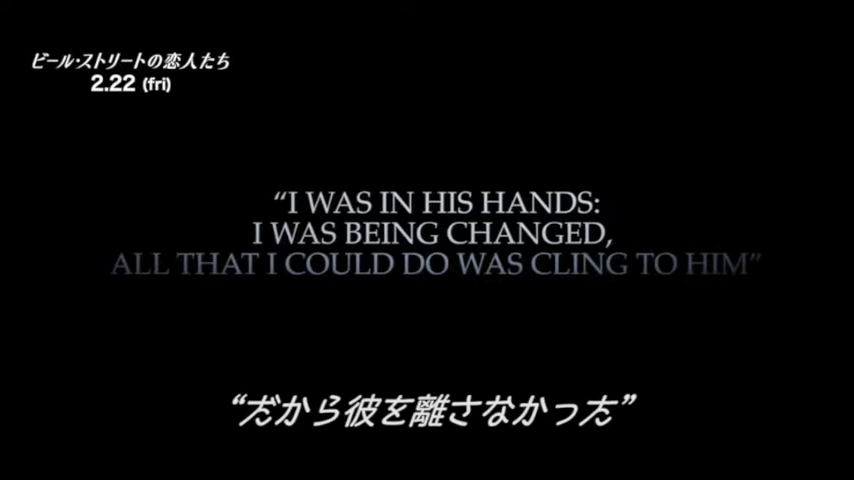 ビール・ストリートの恋人たち
2.22 (fri)
“I WAS IN HIS HANDS:
I WAS BEING CHANGED,
ALL THAT I COULD DO WAS CLING TO HIM”
“だから彼を離さなかった”